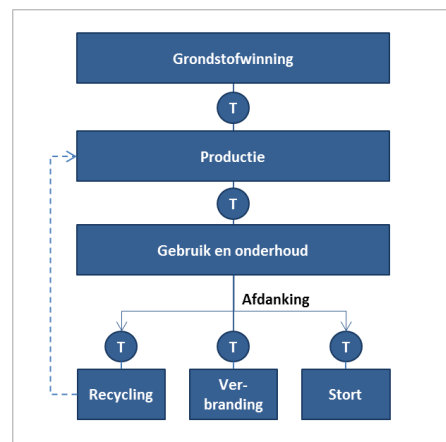 Grondstofwinning
T
Productie
T
Gebruik en onderhoud
Afdanking
T
T
T
Recycling
Ver-
branding
Stort